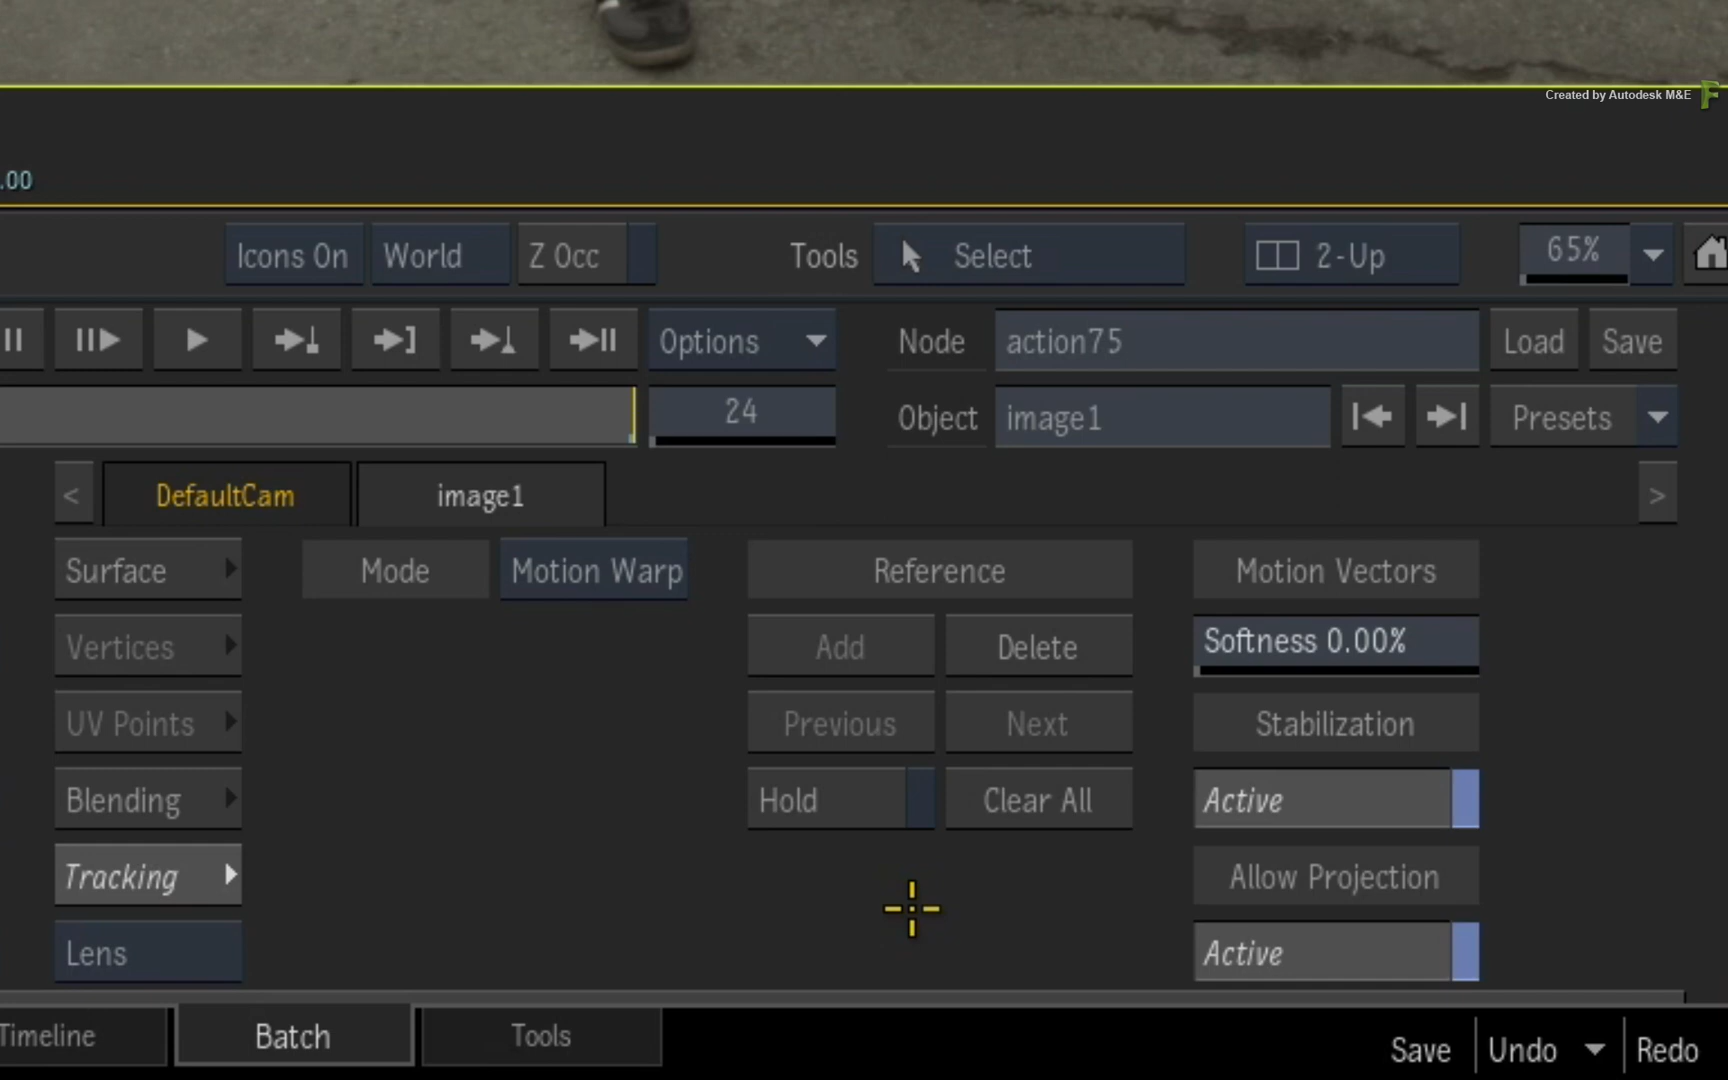 Created by Autodesk M&E
.00
Icons On World Z Occ Tools Select 2-Up 65%
Options Node action75 Load Save
24 Object image1 Presets
< DefaultCam image1 >
Surface Mode Motion Warp Reference Motion Vectors
Vertices Add Delete Softness 0.00%
UV Points Previous Next Stabilization
Blending Hold Clear All Active
Tracking Allow Projection
Lens Active
Timeline Batch Tools Save Undo Redo